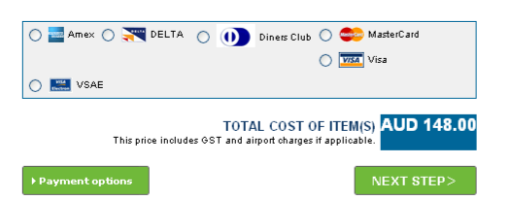 Amex DELTA Diners Club MasterCard
VISA Visa
VSAE
TOTAL COST OF ITEM(S) AUD 148.00
This price includes GST and airport charges if applicable.
Payment options NEXT STEP>